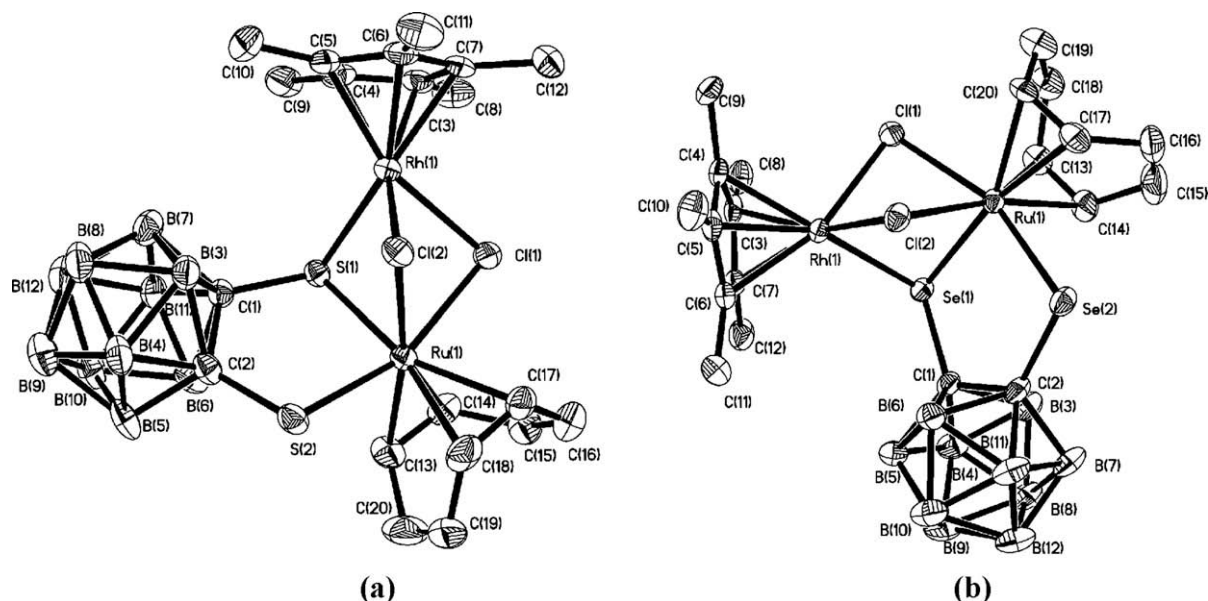 C(11)
C(6)
C(5)
C(7)
C(10)
C(9)
C(4)
C(8)
C(12)
C(3)
Rh(1)
B(7)
B(8)
B(3)
S(1)
Cl(2)
Cl(1)
B(12)
B(11)
C(1)
B(4)
C(2)
Ru(1)
B(9)
B(10)
B(6)
B(5)
S(2)
C(17)
C(14)
C(13)
C(18)
C(15)
C(16)
C(20)
C(19)
(a)
C(19)
C(20)
C(18)
C(9)
Cl(1)
C(17)
C(16)
C(4)
C(8)
C(13)
C(15)
C(10)
C(5)
C(3)
Cl(2)
Ru(1)
C(14)
Rh(1)
C(6)
C(7)
Se(1)
Se(2)
C(12)
C(11)
C(1)
C(2)
B(6)
B(3)
B(11)
B(5)
B(4)
B(7)
B(8)
B(10)
B(9)
B(12)
(b)